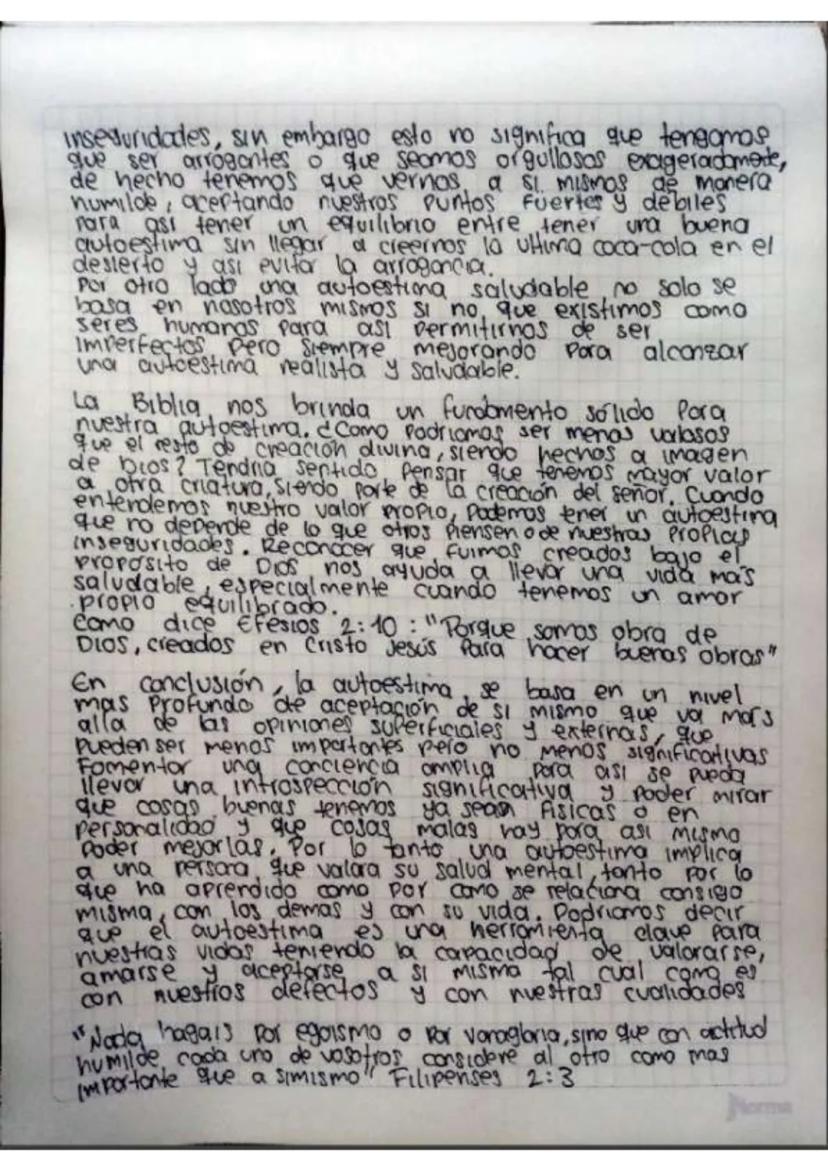 inseguridades, sin embargo esto no significa que tengamos
que ser arrogantes o que seamos orgullosos exageradamente,
de hecho tenemos que vernos a si mismos de manera
humilde, aceptando nuestros puntos fuertes y debiles
para asi tener un equilibrio entre tener una buena
autoestima sin llegar a creernos la ultima coca-cola en el
desierto y asi evitar la arrogancia.
Por otro lado una autoestima saludable no solo se
basa en nosotros mismos si no que existimos como
seres humanos para asi permitirnos de ser
imperfectos pero siempre mejorando para alcanzar
una autoestima realista y saludable.
La Biblia nos brinda un fundamento sólido para
nuestra autoestima. ¿Como podriamos ser menos valiosos
que el resto de creación divina, siendo hechos a imagen
de Dios? Tendria sentido pensar que tenemos mayor valor
a otra criatura, siendo parte de la creación del señor. Cuando
entendemos nuestro valor propio, podemos tener un autoestima
que no depende de lo que otros piensen o de nuestras propias
inseguridades. Reconocer que fuimos creados bajo el
proposito de Dios nos ayuda a llevar una vida más
saludable, especialmente cuando tenemos un amor
propio equilibrado.
Como dice Efesios 2:10 : "Porque somos obra de
Dios, creados en Cristo Jesús para hacer buenas obras"
En conclusión, la autoestima se basa en un nivel
mas profundo de aceptación de si mismo que va mas
alla de las opiniones superficiales y externas, que
pueden ser menos importantes pero no menos significativas
Fomentar una conciencia amplia para asi se pueda
llevar una introspección significativa y poder mirar
que cosas buenas tenemos ya sean fisicas o en
personalidad y que cosas malas hay para asi mismo
poder mejorlas. Por lo tanto una autoestima implica
a una persona que valora su salud mental, tanto por lo
que ha aprendido como por como se relaciona consigo
misma, con los demas y con su vida. Podriamos decir
que el autoestima es una herramienta clave para
nuestras vidas teniendo la capacidad de valorarse,
amarse y aceptarse a si misma tal cual como es
con nuestros defectos y con nuestras cualidades
"Nada hagais por egoismo o por vanagloria, sino que con actitud
humilde cada uno de vosotros considere al otro como mas
importante que a simismo" Filipenses 2:3
Norma